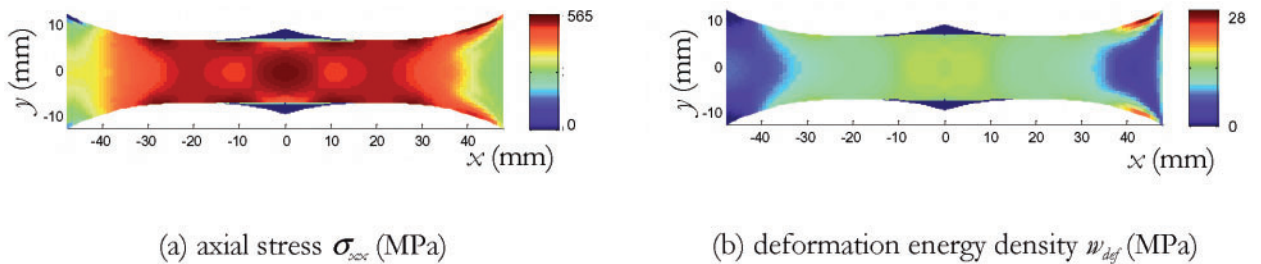 10
0
-10
y (mm)
-40 -30 -20 -10 0 10 20 30 40
x (mm)
565
0
10
0
-10
y (mm)
-40 -30 -20 -10 0 10 20 30 40
x (mm)
28
0
(a) axial stress σxx (MPa)
(b) deformation energy density wdef (MPa)